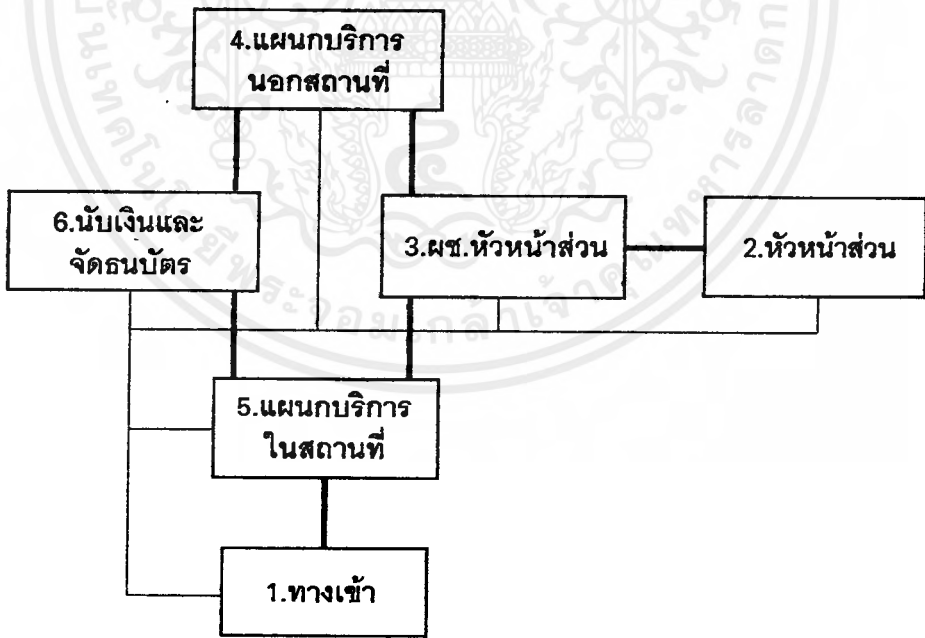 4.แผนกบริการ
นอกสถานที่
6.นับเงินและ
จัดธนบัตร
3.ผช.หัวหน้าส่วน
2.หัวหน้าส่วน
5.แผนกบริการ
ในสถานที่
1.ทางเข้า